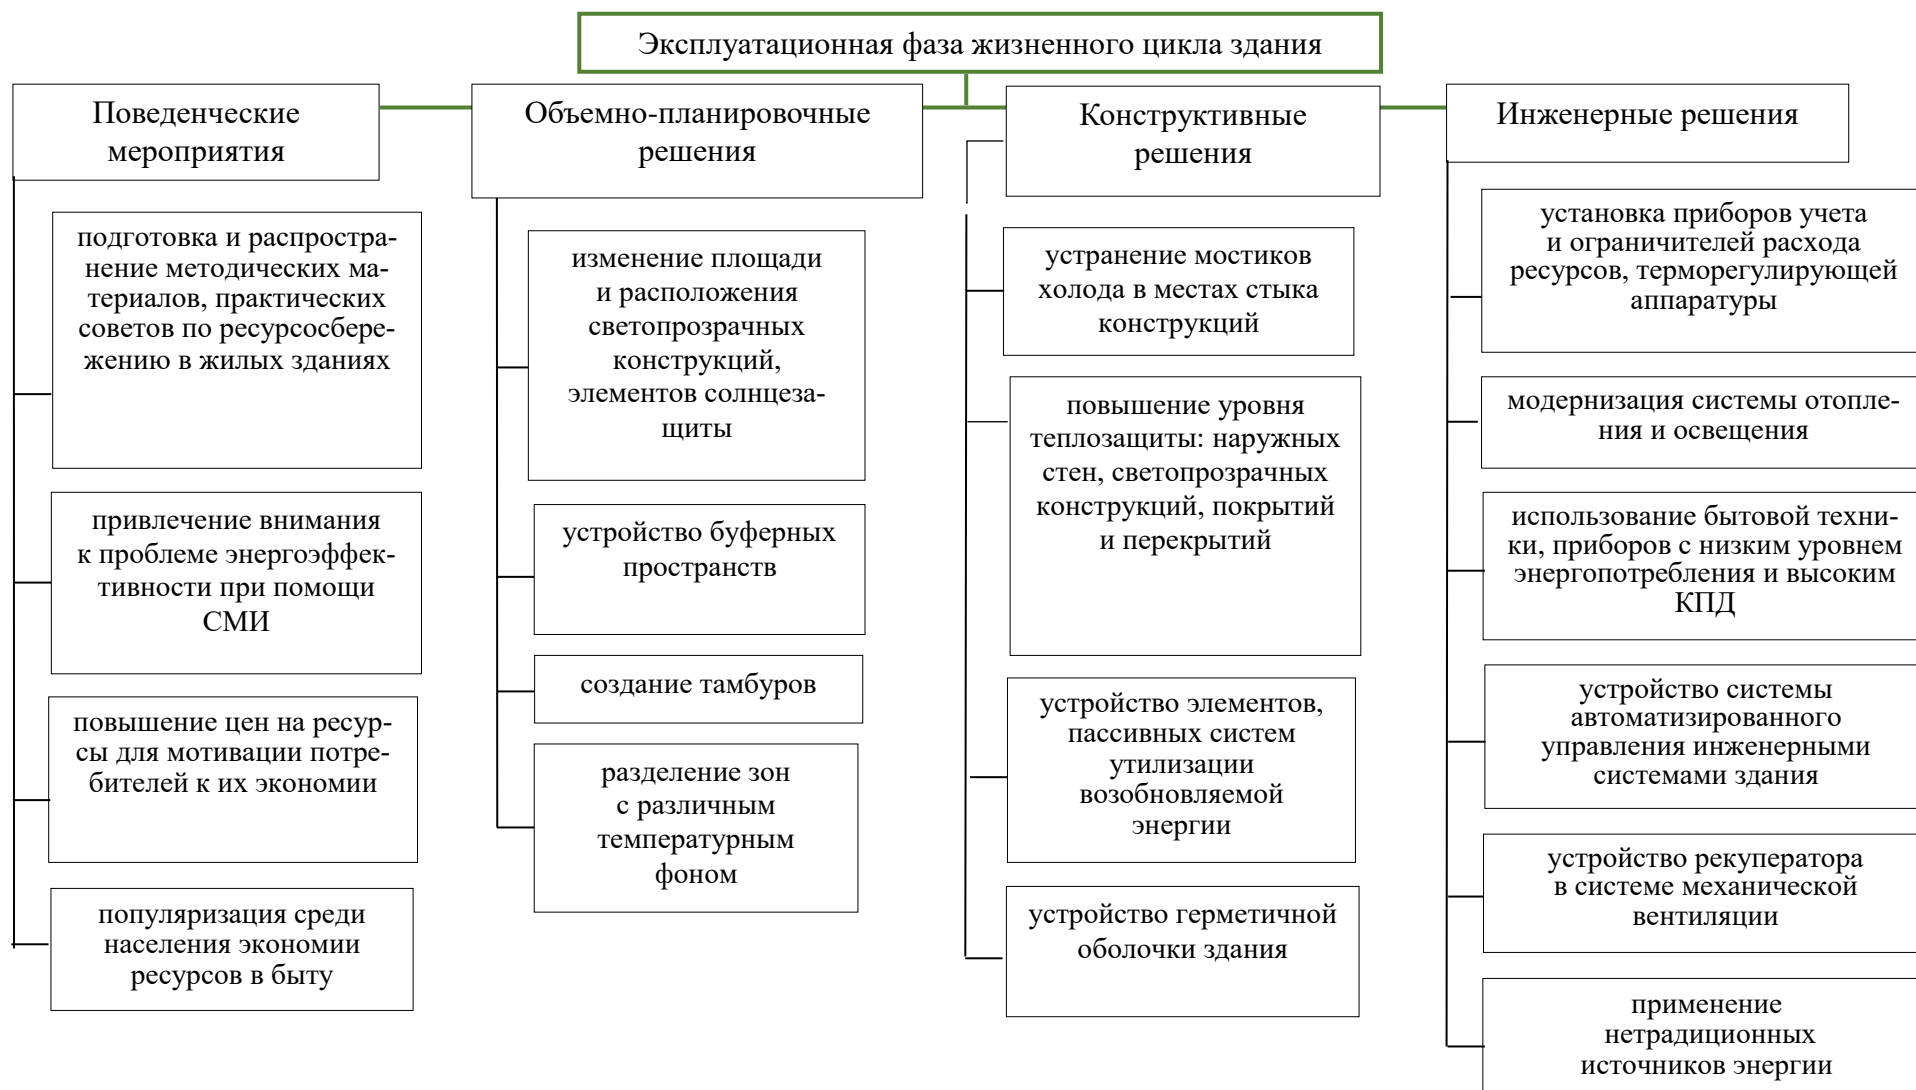 Эксплуатационная фаза жизненного цикла здания
Поведенческие
мероприятия
подготовка и распростра-
нение методических ма-
териалов, практических
советов по ресурсосбере-
жению в жилых зданиях
привлечение внимания
к проблеме энергоэффек-
тивности при помощи
СМИ
повышение цен на ресур-
сы для мотивации потре-
бителей к их экономии
популяризация среди
населения экономии
ресурсов в быту
Объемно-планировочные
решения
изменение площади
и расположения
светопрозрачных
конструкций,
элементов солнцеза-
щиты
устройство буферных
пространств
создание тамбуров
разделение зон
с различным
температурным
фоном
Конструктивные
решения
устранение мостиков
холода в местах стыка
конструкций
повышение уровня
теплозащиты: наружных
стен, светопрозрачных
конструкций, покрытий
и перекрытий
устройство элементов,
пассивных систем
утилизации
возобновляемой
энергии
устройство герметичной
оболочки здания
Инженерные решения
установка приборов учета
и ограничителей расхода
ресурсов, терморегулирующей
аппаратуры
модернизация системы отопле-
ния и освещения
использование бытовой техни-
ки, приборов с низким уровнем
энергопотребления и высоким
КПД
устройство системы
автоматизированного
управления инженерными
системами здания
устройство рекуператора
в системе механической
вентиляции
применение
нетрадиционных
источников энергии